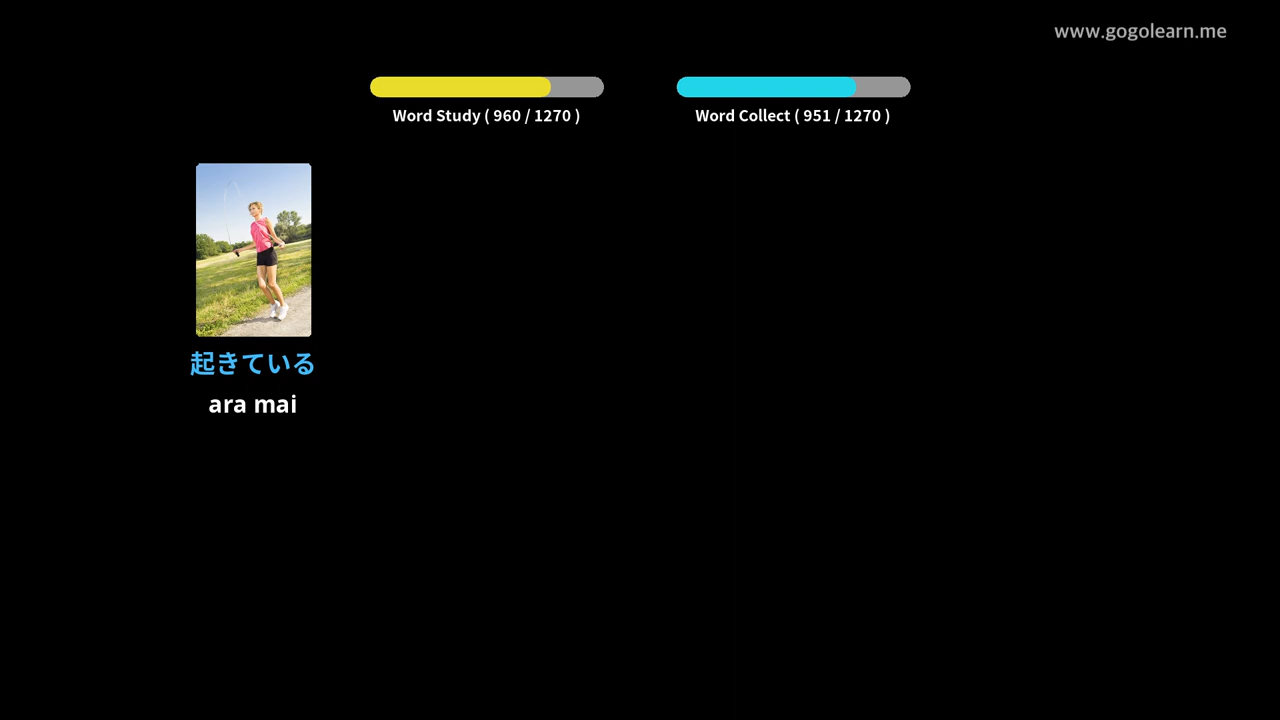 www.gogolearn.me
Word Study ( 960 / 1270 )
Word Collect ( 951 / 1270 )
起きている
ara mai